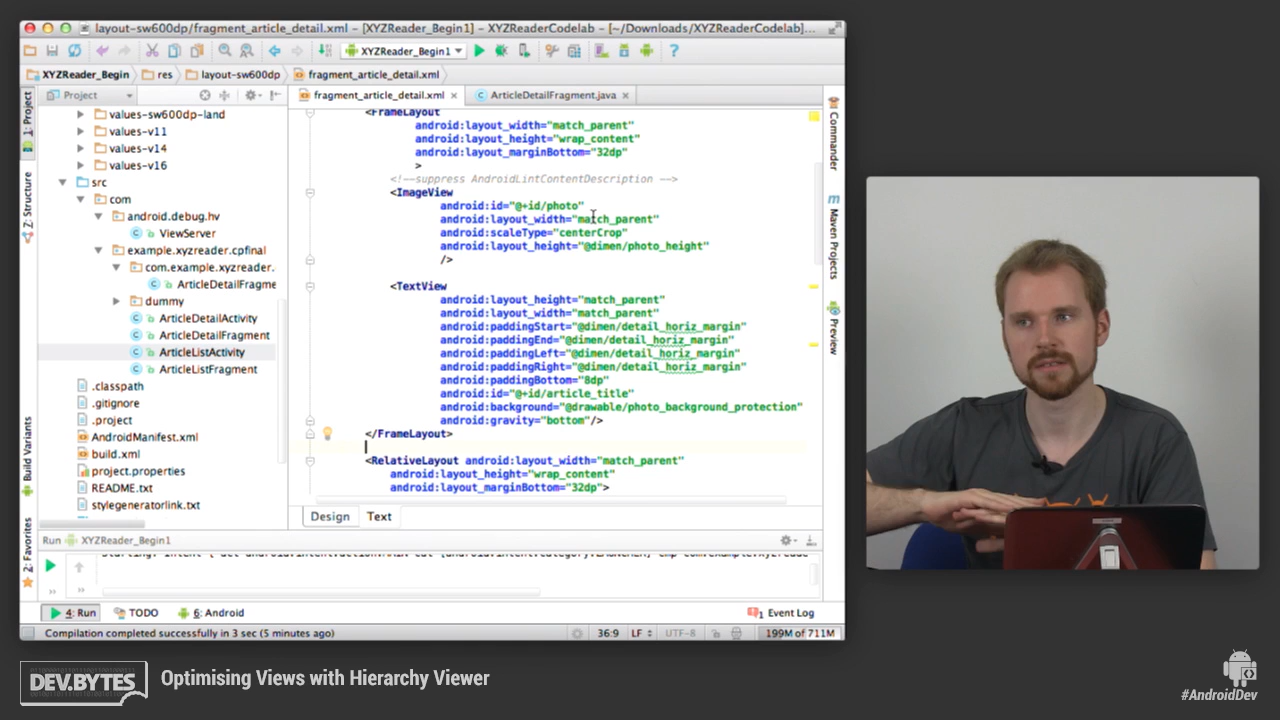 layout-sw600dp/fragment_article_detail.xml - [XYZReader_Begin1] - XYZReaderCodelab - [~/Downloads/XYZReaderCodelab]...
XYZReader_Begin1
XYZReader_Begin res layout-sw600dp fragment_article_detail.xml
Project fragment_article_detail.xml ArticleDetailFragment.java
1: Project
Z: Structure
Build Variants
2: Favorites
values-sw600dp-land
values-v11
values-v14
values-v16
src
com
android.debug.hv
ViewServer
example.xyzreader.cpfinal
com.example.xyzreader.
ArticleDetailFragme
dummy
ArticleDetailActivity
ArticleDetailFragment
ArticleListActivity
ArticleListFragment
.classpath
.gitignore
.project
AndroidManifest.xml
build.xml
project.properties
README.txt
stylegeneratorlink.txt
<FrameLayout
android:layout_width="match_parent"
android:layout_height="wrap_content"
android:layout_marginBottom="32dp"
>
<!--suppress AndroidLintContentDescription -->
<ImageView
android:id="@+id/photo"
android:layout_width="match_parent"
android:scaleType="centerCrop"
android:layout_height="@dimen/photo_height"
/>
<TextView
android:layout_height="match_parent"
android:layout_width="match_parent"
android:paddingStart="@dimen/detail_horiz_margin"
android:paddingEnd="@dimen/detail_horiz_margin"
android:paddingLeft="@dimen/detail_horiz_margin"
android:paddingRight="@dimen/detail_horiz_margin"
android:paddingBottom="8dp"
android:id="@+id/article_title"
android:background="@drawable/photo_background_protection"
android:gravity="bottom"/>
</FrameLayout>
<RelativeLayout android:layout_width="match_parent"
android:layout_height="wrap_content"
android:layout_marginBottom="32dp">
Design Text
Commander
m
Maven Projects
Preview
Run XYZReader_Begin1
4: Run TODO 6: Android 1 Event Log
Compilation completed successfully in 3 sec (5 minutes ago) 36:9 LF UTF-8 199M of 711M
DEV.BYTES Optimising Views with Hierarchy Viewer
#AndroidDev